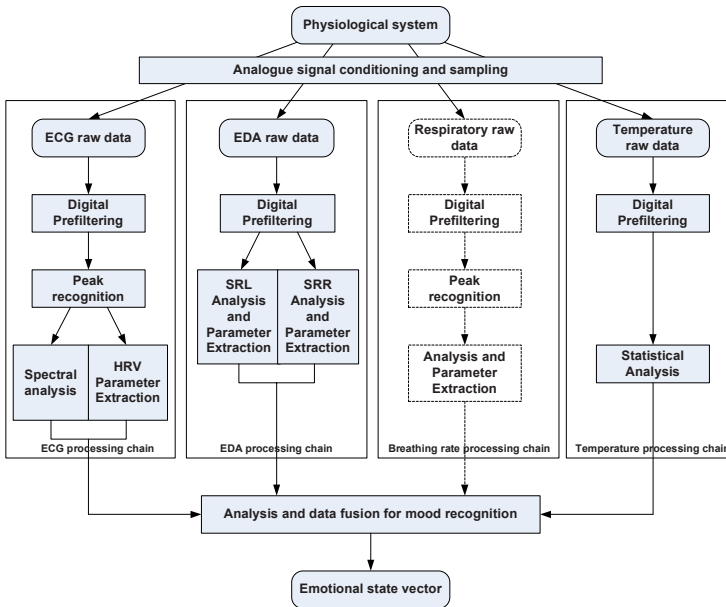 Physiological system
Analogue signal conditioning and sampling
ECG raw data
Digital
Prefiltering
Peak
recognition
Spectral
analysis
HRV
Parameter
Extraction
ECG processing chain
EDA raw data
Digital
Prefiltering
SRL
Analysis
and
Parameter
Extraction
SRR
Analysis
and
Parameter
Extraction
EDA processing chain
Respiratory raw
data
Digital
Prefiltering
Peak
recognition
Analysis and
Parameter
Extraction
Breathing rate processing chain
Temperature
raw data
Digital
Prefiltering
Statistical
Analysis
Temperature processing chain
Analysis and data fusion for mood recognition
Emotional state vector